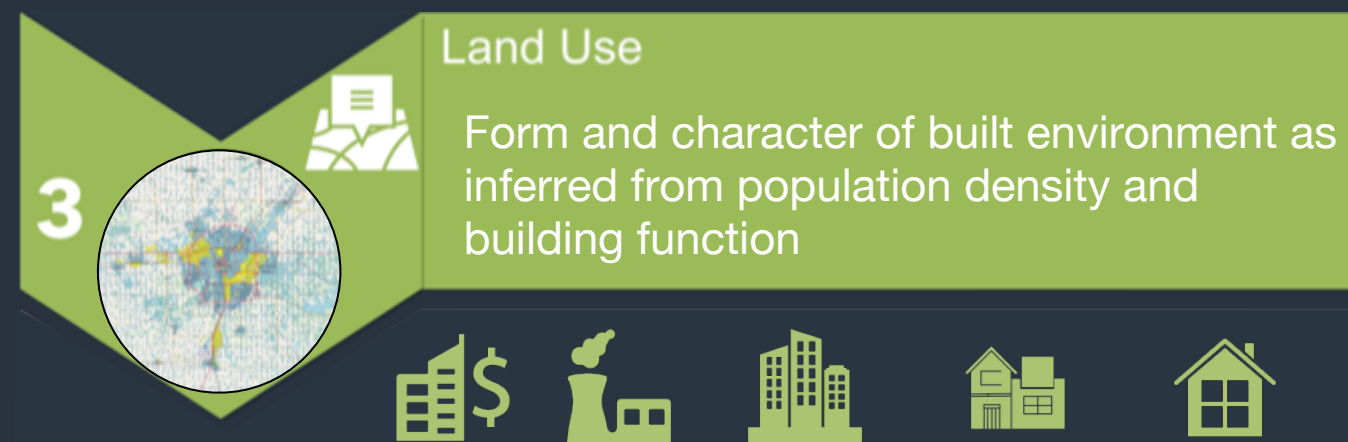 Land Use
Form and character of built environment as
inferred from population density and
building function
3
$